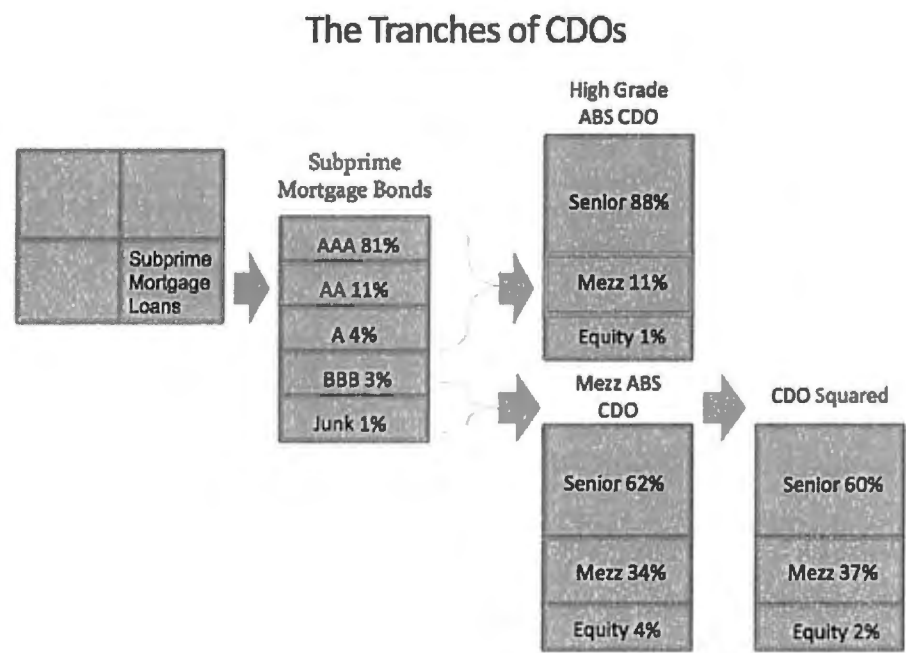 The Tranches of CDOs
Subprime
Mortgage
Loans
Subprime
Mortgage Bonds
AAA 81%
AA 11%
A 4%
BBB 3%
Junk 1%
High Grade
ABS CDO
Senior 88%
Mezz 11%
Equity 1%
Mezz ABS
CDO
Senior 62%
Mezz 34%
Equity 4%
CDO Squared
Senior 60%
Mezz 37%
Equity 2%